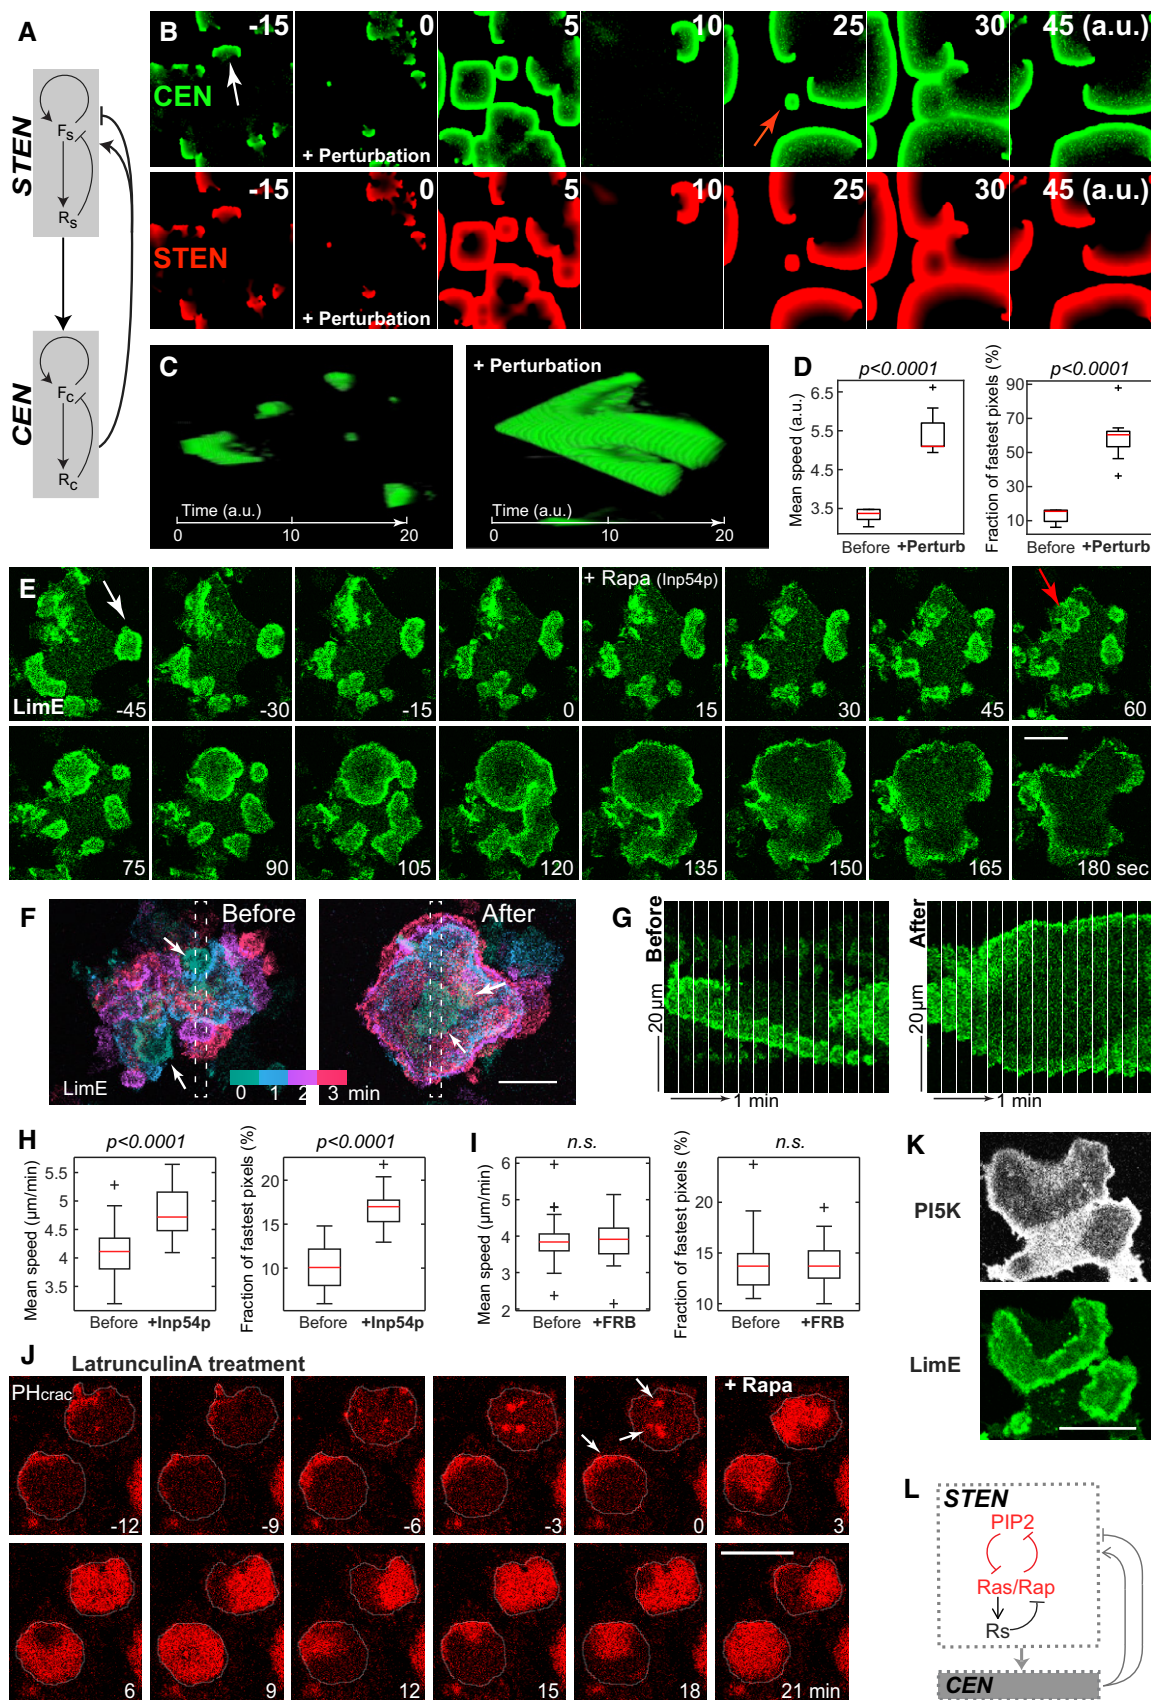 A
STEN
Fs
Rs
CEN
Fc
Rc
B
-15 0 5 10 25 30 45 (a.u.)
CEN
+ Perturbation
-15 0 5 10 25 30 45 (a.u.)
STEN
+ Perturbation
C
Time (a.u.)
0 10 20
+ Perturbation
Time (a.u.)
0 10 20
D
p<0.0001
Mean speed (a.u.)
6.5
5.5
4.5
3.5
Before +Perturb
p<0.0001
Fraction of fastest pixels (%)
90
70
50
30
10
Before +Perturb
E
+ Rapa (Inp54p)
LimE
-45 -30 -15 0 15 30 45 60
75 90 105 120 135 150 165 180 sec
F
Before
LimE
0 1 2 3 min
After
G
Before
20 µm
1 min
After
20 µm
1 min
H
p<0.0001
Mean speed (µm/min)
5.5
5
4.5
4
3.5
Before +Inp54p
p<0.0001
Fraction of fastest pixels (%)
20
15
10
Before +Inp54p
I
n.s.
Mean speed (µm/min)
6
5
4
3
2
Before +FRB
n.s.
Fraction of fastest pixels (%)
20
15
10
Before +FRB
J
LatrunculinA treatment
PHcrac
+ Rapa
-12 -9 -6 -3 0 3
6 9 12 15 18 21 min
K
PI5K
LimE
L
STEN
PIP2
Ras/Rap
Rs
CEN